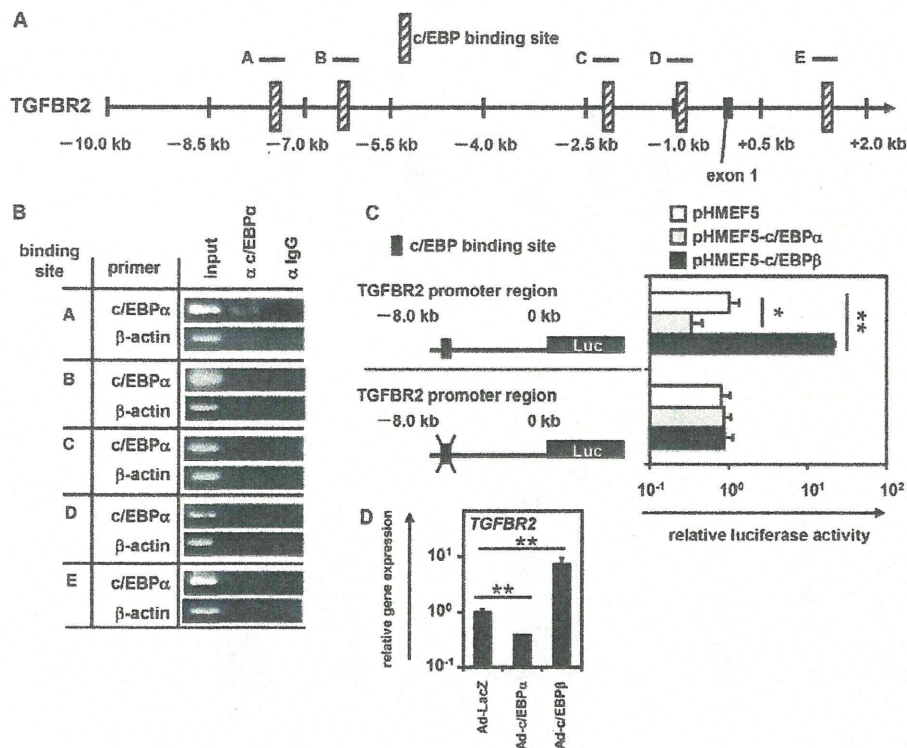 A
c/EBP binding site
A B C D E
TGFBR2
−10.0 kb −8.5 kb −7.0 kb −5.5 kb −4.0 kb −2.5 kb −1.0 kb +0.5 kb +2.0 kb
exon 1
B
binding site primer input α c/EBPα α IgG
A c/EBPα
β-actin
B c/EBPα
β-actin
C c/EBPα
β-actin
D c/EBPα
β-actin
E c/EBPα
β-actin
C
c/EBP binding site
pHMEF5
pHMEF5-c/EBPα
pHMEF5-c/EBPβ
TGFBR2 promoter region
−8.0 kb 0 kb
Luc
* **
TGFBR2 promoter region
−8.0 kb 0 kb
Luc
10-1 100 101 102
relative luciferase activity
D
TGFBR2
relative gene expression
** **
101
100
10-1
Ad-LacZ Ad-c/EBPα Ad-c/EBPβ